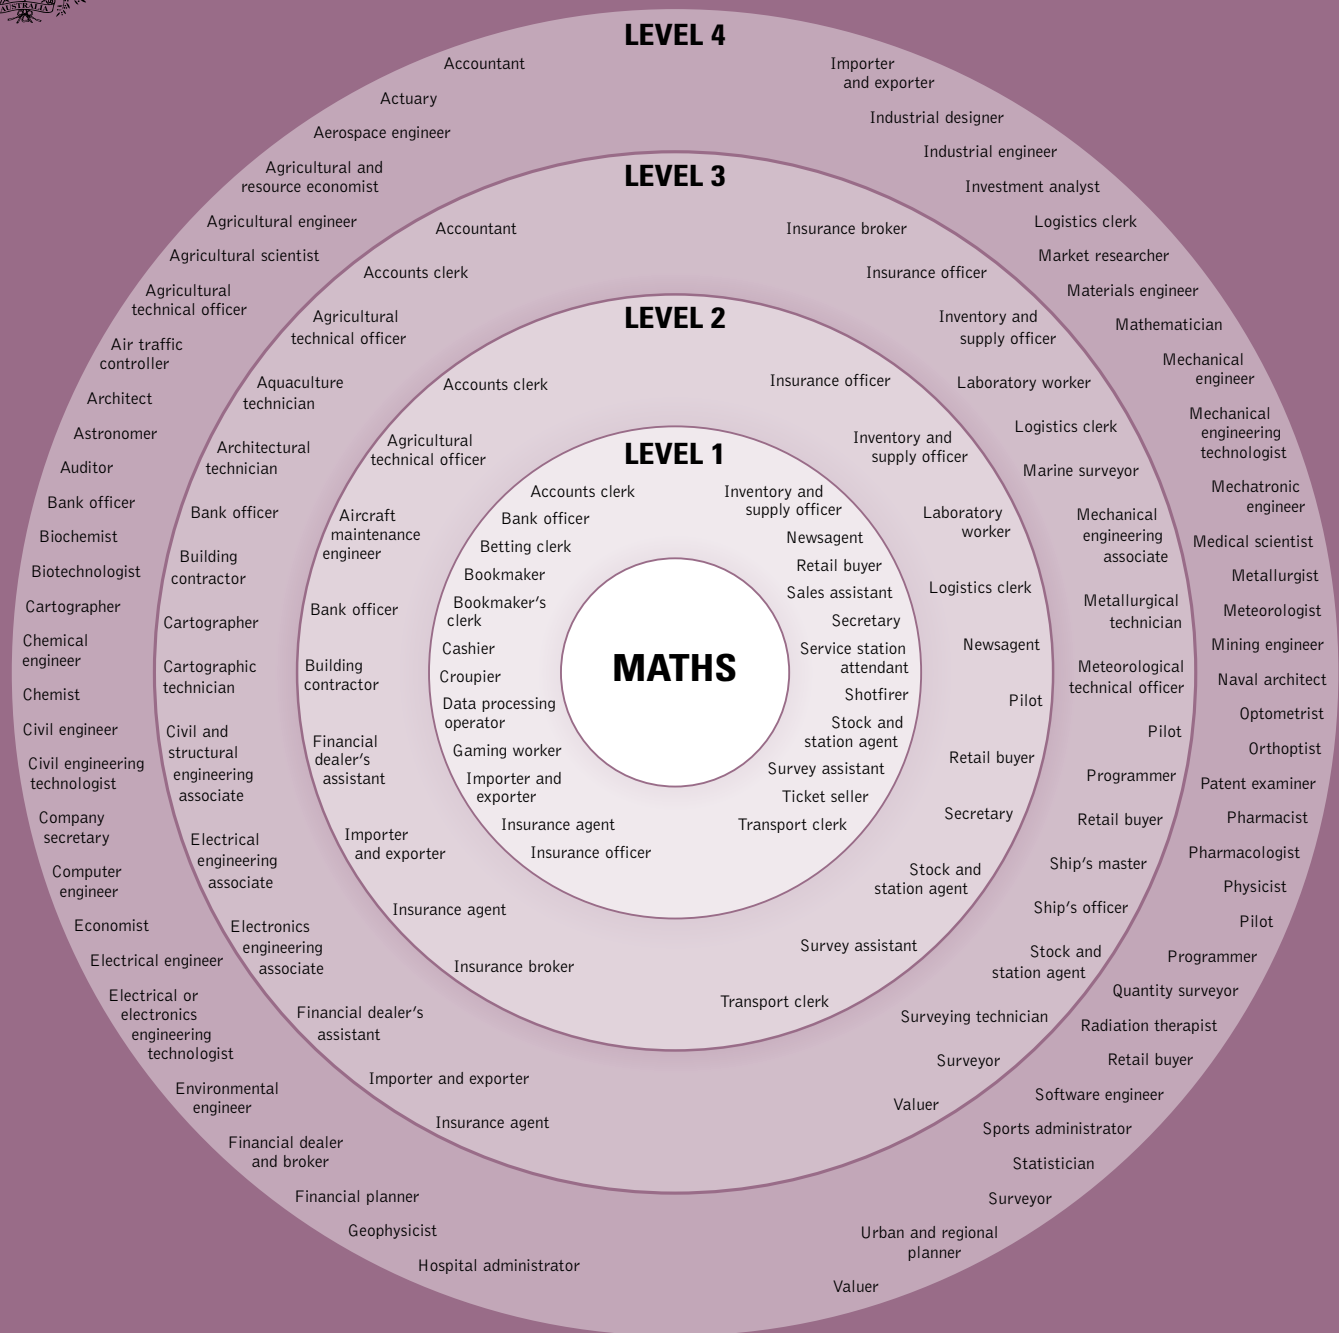 AUSTRALIA
LEVEL 4
Accountant
Actuary
Aerospace engineer
Agricultural and
resource economist
Agricultural engineer
Agricultural scientist
Agricultural
technical officer
Air traffic
controller
Architect
Astronomer
Auditor
Bank officer
Biochemist
Biotechnologist
Cartographer
Chemical
engineer
Chemist
Civil engineer
Civil engineering
technologist
Company
secretary
Computer
engineer
Economist
Electrical engineer
Electrical or
electronics
engineering
technologist
Environmental
engineer
Financial dealer
and broker
Financial planner
Geophysicist
Hospital administrator
Importer
and exporter
Industrial designer
Industrial engineer
Investment analyst
Logistics clerk
Market researcher
Materials engineer
Mathematician
Mechanical
engineer
Mechanical
engineering
technologist
Mechatronic
engineer
Medical scientist
Metallurgist
Meteorologist
Mining engineer
Naval architect
Optometrist
Orthoptist
Patent examiner
Pharmacist
Pharmacologist
Physicist
Pilot
Programmer
Quantity surveyor
Radiation therapist
Retail buyer
Software engineer
Sports administrator
Statistician
Surveyor
Urban and regional
planner
Valuer
LEVEL 3
Accountant
Accounts clerk
Agricultural
technical officer
Aquaculture
technician
Architectural
technician
Bank officer
Building
contractor
Cartographer
Cartographic
technician
Civil and
structural
engineering
associate
Electrical
engineering
associate
Electronics
engineering
associate
Financial dealer's
assistant
Importer and exporter
Insurance agent
Insurance broker
Insurance officer
Inventory and
supply officer
Laboratory worker
Logistics clerk
Marine surveyor
Mechanical
engineering
associate
Metallurgical
technician
Meteorological
technical officer
Pilot
Programmer
Retail buyer
Ship's master
Ship's officer
Stock and
station agent
Surveying technician
Surveyor
Valuer
LEVEL 2
Accounts clerk
Agricultural
technical officer
Aircraft
maintenance
engineer
Bank officer
Building
contractor
Financial
dealer's
assistant
Importer
and exporter
Insurance agent
Insurance broker
Insurance officer
Inventory and
supply officer
Laboratory
worker
Logistics clerk
Newsagent
Pilot
Retail buyer
Secretary
Stock and
station agent
Survey assistant
Transport clerk
LEVEL 1
Accounts clerk
Bank officer
Betting clerk
Bookmaker
Bookmaker's
clerk
Cashier
Croupier
Data processing
operator
Gaming worker
Importer and
exporter
Insurance agent
Insurance officer
Inventory and
supply officer
Newsagent
Retail buyer
Sales assistant
Secretary
Service station
attendant
Shotfirer
Stock and
station agent
Survey assistant
Ticket seller
Transport clerk
MATHS